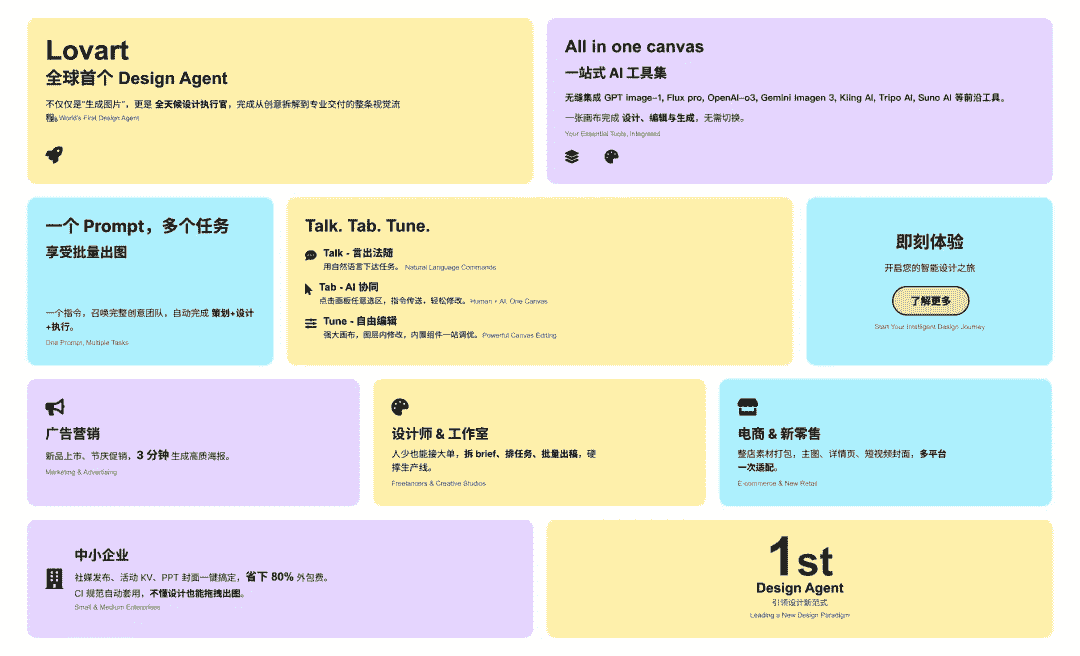 Lovart
全球首个 Design Agent
不仅仅是"生成图片"，更是 全天候设计执行官，完成从创意拆解到专业交付的整条视觉流
程。World's First Design Agent
All in one canvas
一站式 AI 工具集
无缝集成 GPT image-1, Flux pro, OpenAI-o3, Gemini Imagen 3, Kling AI, Tripo AI, Suno AI 等前沿工具。
一张画布完成 设计、编辑与生成，无需切换。
Your Essential Tools, Integrated
一个 Prompt，多个任务
享受批量出图
一个指令，召唤完整创意团队，自动完成 策划+设计
+执行。
One Prompt, Multiple Tasks
Talk. Tab. Tune.
Talk - 言出法随
用自然语言下达任务。 Natural Language Commands
Tab - AI 协同
点击画板任意选区，指令传送，轻松修改。Human + AI, One Canvas
Tune - 自由编辑
强大画布，图层内修改，内置组件一站调优。 Powerful Canvas Editing
即刻体验
开启您的智能设计之旅
了解更多
Start Your Intelligent Design Journey
广告营销
新品上市、节庆促销，3 分钟 生成高质海报。
Marketing & Advertising
设计师 & 工作室
人少也能接大单，拆 brief、排任务、批量出稿，硬
撑生产线。
Freelancers & Creative Studios
电商 & 新零售
整店素材打包，主图、详情页、短视频封面，多平台
一次适配。
E-commerce & New Retail
中小企业
社媒发布、活动 KV、PPT 封面一键搞定，省下 80% 外包费。
CI 规范自动套用，不懂设计也能拖拽出图。
Small & Medium Enterprises
1st
Design Agent
引领设计新范式
Leading a New Design Paradigm